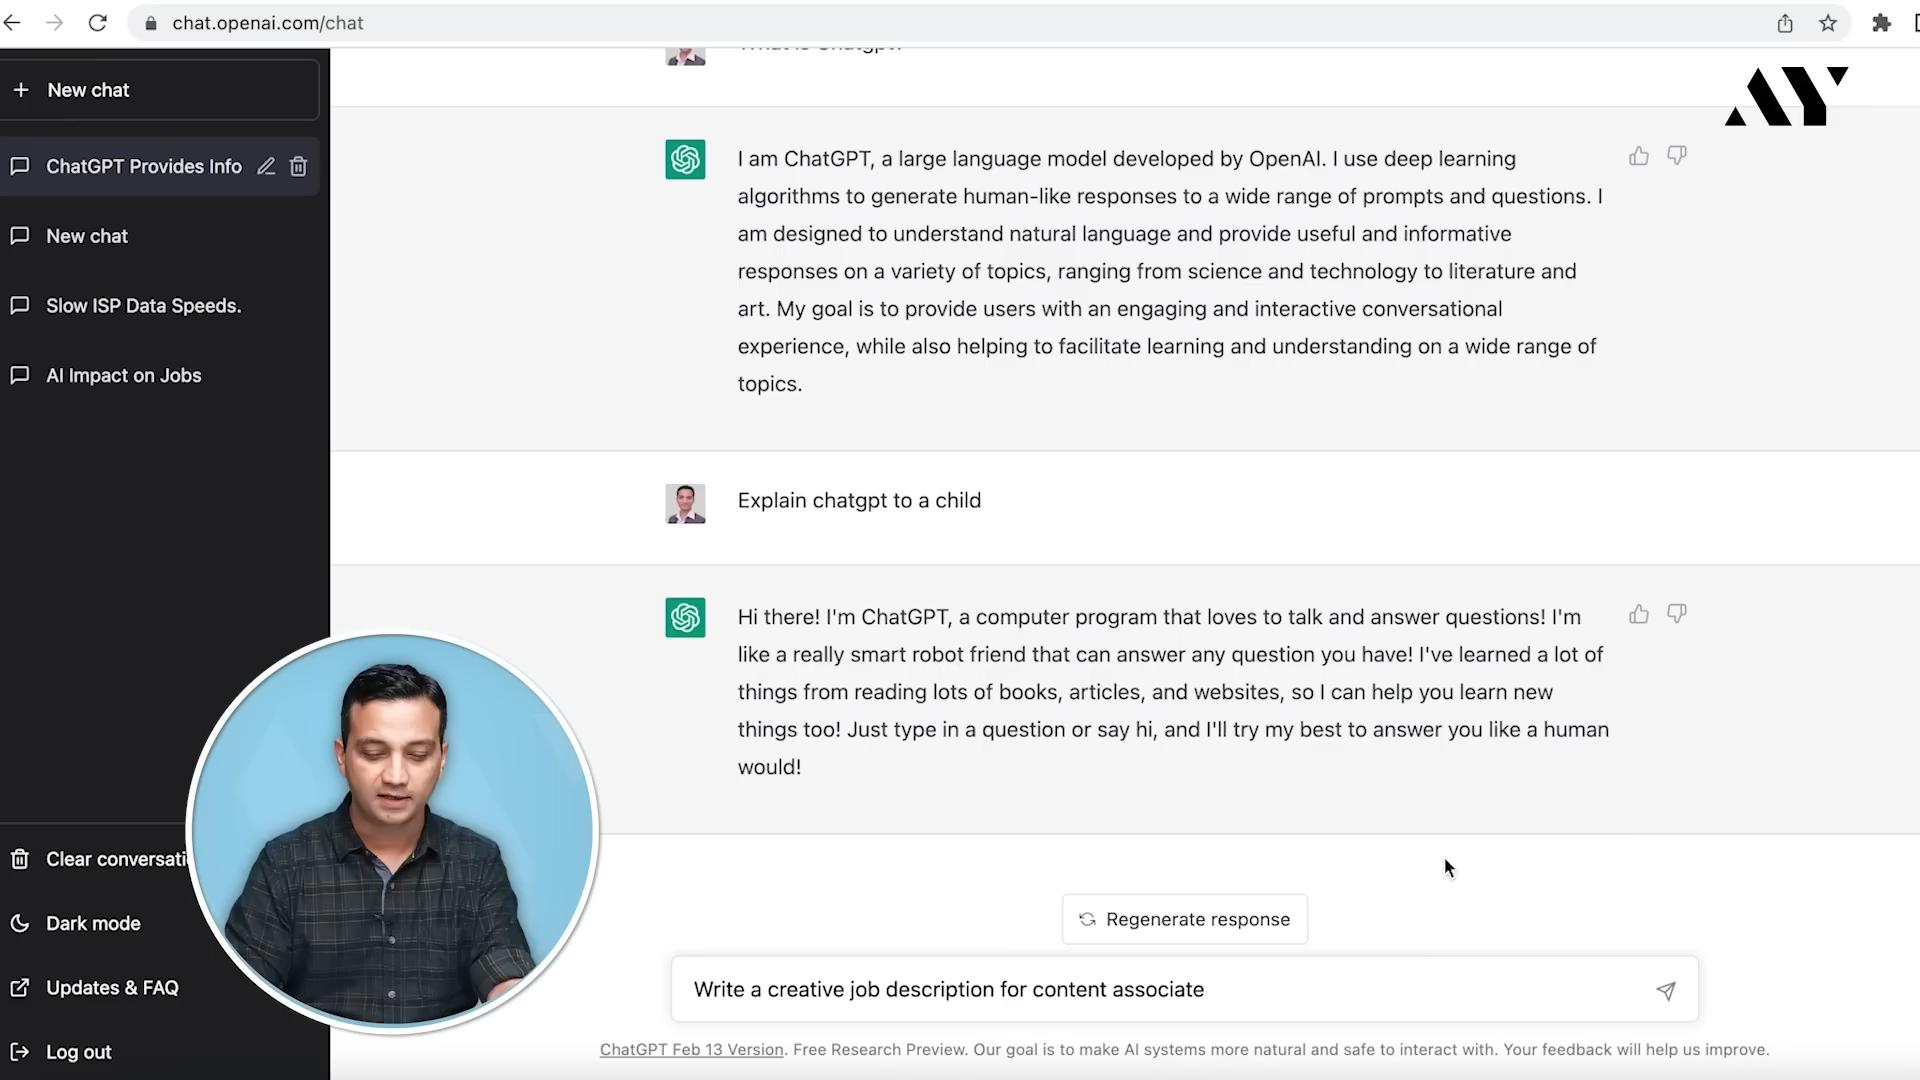 chat.openai.com/chat
New chat
ChatGPT Provides Info
New chat
Slow ISP Data Speeds.
AI Impact on Jobs
Clear conversati
Dark mode
Updates & FAQ
Log out
AY
I am ChatGPT, a large language model developed by OpenAI. I use deep learning
algorithms to generate human-like responses to a wide range of prompts and questions. I
am designed to understand natural language and provide useful and informative
responses on a variety of topics, ranging from science and technology to literature and
art. My goal is to provide users with an engaging and interactive conversational
experience, while also helping to facilitate learning and understanding on a wide range of
topics.
Explain chatgpt to a child
Hi there! I'm ChatGPT, a computer program that loves to talk and answer questions! I'm
like a really smart robot friend that can answer any question you have! I've learned a lot of
things from reading lots of books, articles, and websites, so I can help you learn new
things too! Just type in a question or say hi, and I'll try my best to answer you like a human
would!
Regenerate response
Write a creative job description for content associate
ChatGPT Feb 13 Version. Free Research Preview. Our goal is to make AI systems more natural and safe to interact with. Your feedback will help us improve.